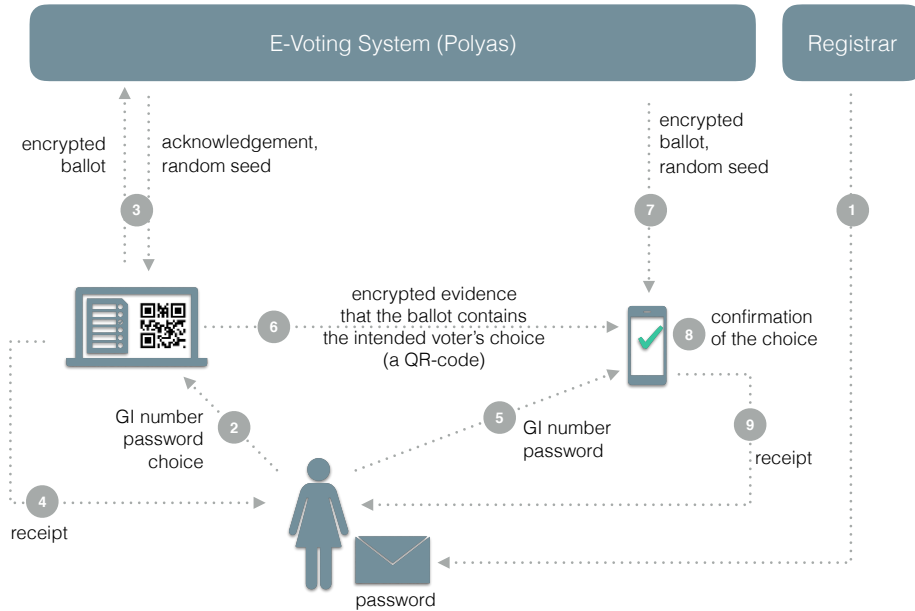 E-Voting System (Polyas)
Registrar
encrypted
ballot
acknowledgement,
random seed
encrypted
ballot,
random seed
3
7
1
encrypted evidence
that the ballot contains
the intended voter's choice
(a QR-code)
6
8
confirmation
of the choice
GI number
password
choice
2
5
GI number
password
9
receipt
4
receipt
password